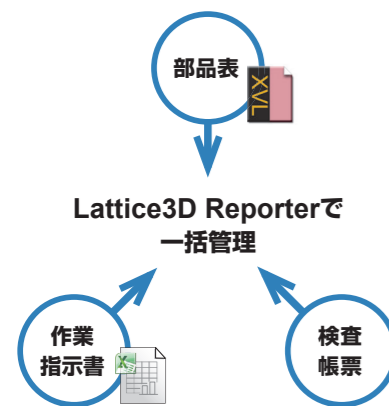 部品表
XVL
Lattice3D Reporterで
一括管理
作業
指示書
検査
帳票